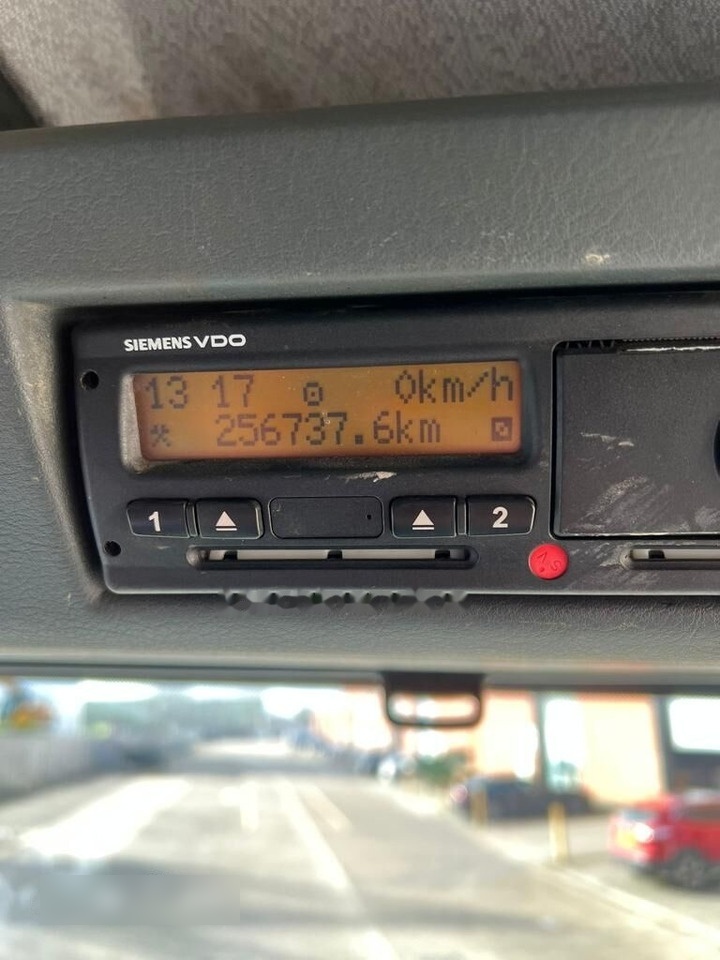 SIEMENS VDO
13 17 0km/h
256737.6km
1 2